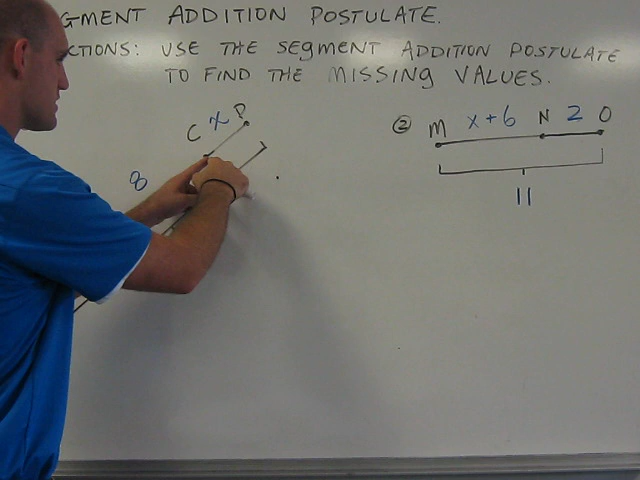 GMENT ADDITION POSTULATE.
CTIONS: USE THE SEGMENT ADDITION POSTULATE
TO FIND THE MISSING VALUES.
C X D
8
② M X+6 N 2 O
11